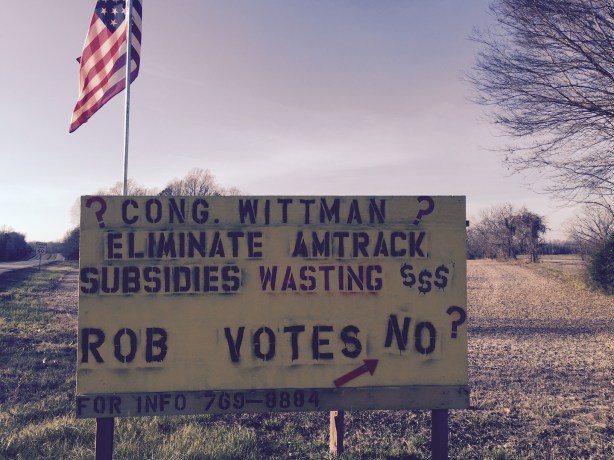 ? CONG. WITTMAN ?
ELIMINATE AMTRACK
SUBSIDIES WASTING $$$
ROB VOTES NO?
FOR INFO 769-8884